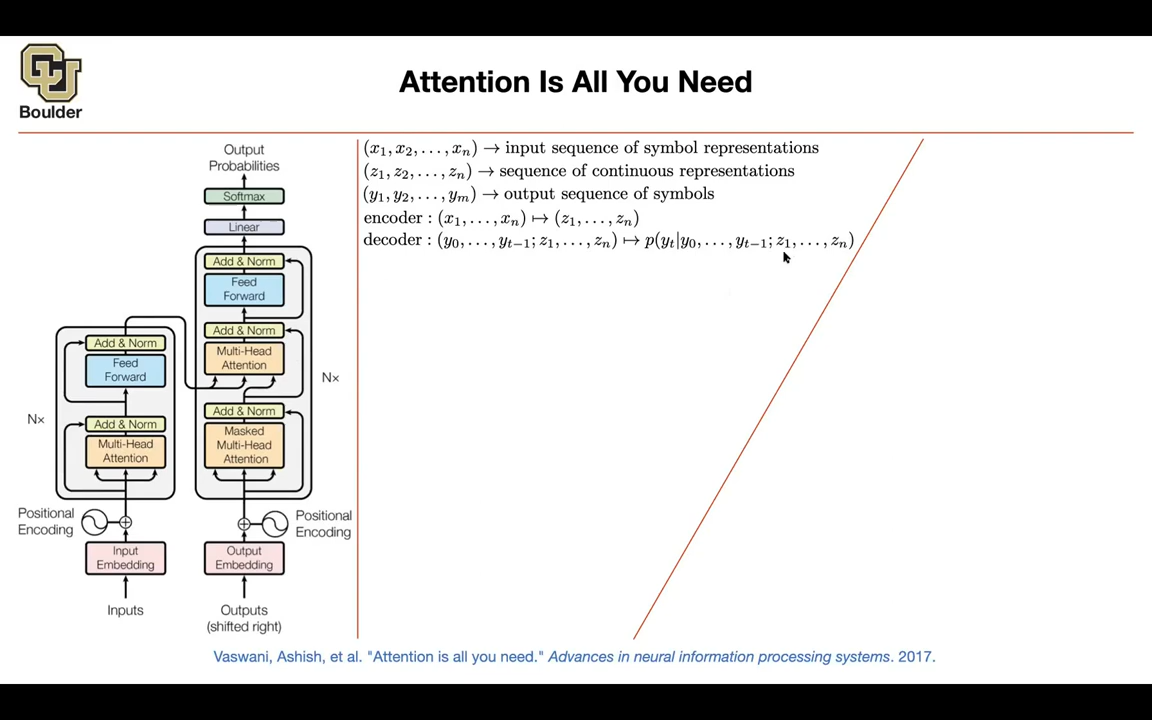 CU
Boulder
Attention Is All You Need
Output
Probabilities
Softmax
Linear
Add & Norm
Feed
Forward
Add & Norm
Multi-Head
Attention
Add & Norm
Masked
Multi-Head
Attention
Nx
Add & Norm
Feed
Forward
Nx
Add & Norm
Multi-Head
Attention
Positional
Encoding
Positional
Encoding
Input
Embedding
Output
Embedding
Inputs
Outputs
(shifted right)
(x₁, x₂, . . . , xₙ) → input sequence of symbol representations
(z₁, z₂, . . . , zₙ) → sequence of continuous representations
(y₁, y₂, . . . , yₘ) → output sequence of symbols
encoder : (x₁, . . . , xₙ) ↦ (z₁, . . . , zₙ)
decoder : (y₀, . . . , yₜ₋₁; z₁, . . . , zₙ) ↦ p(yₜ|y₀, . . . , yₜ₋₁; z₁, . . . , zₙ)
Vaswani, Ashish, et al. "Attention is all you need." Advances in neural information processing systems. 2017.